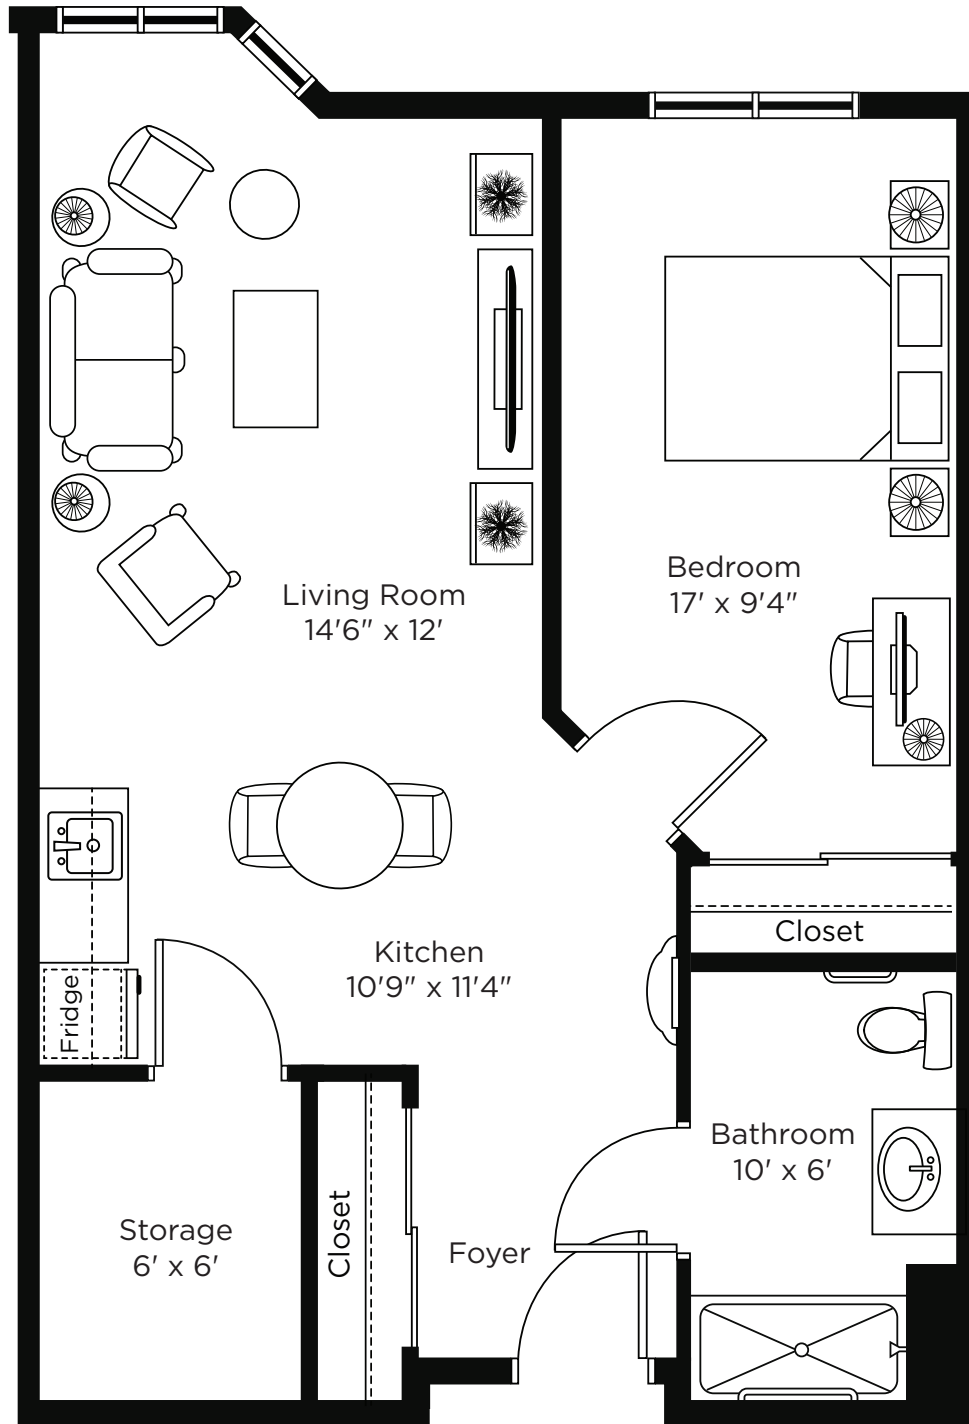 Living Room
14'6" x 12'
Bedroom
17' x 9'4"
Closet
Kitchen
10'9" x 11'4"
Fridge
Bathroom
10' x 6'
Storage
6' x 6'
Closet
Foyer